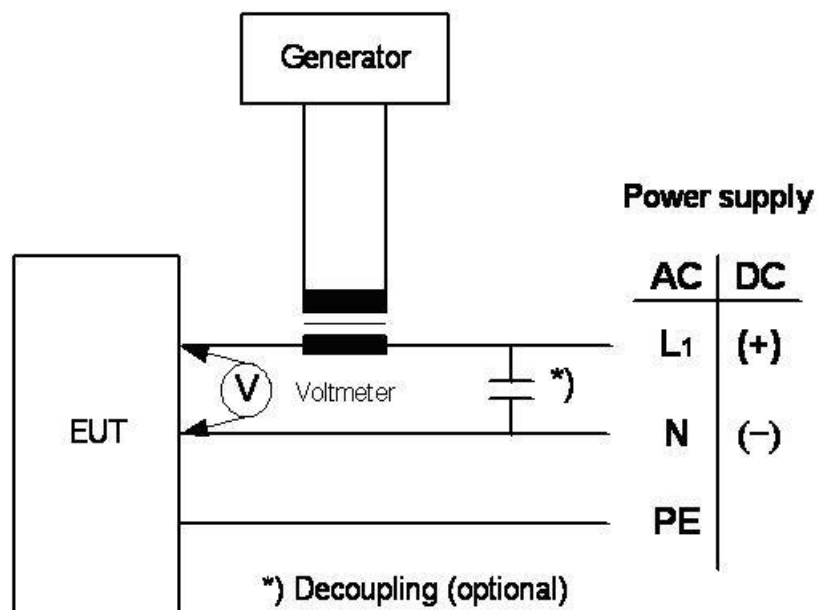 Generator
Power supply
AC DC
L1 (+)
V Voltmeter *)
EUT N (−)
PE
*) Decoupling (optional)